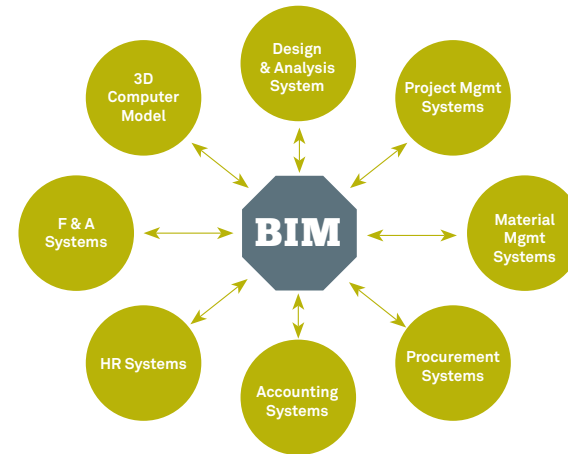 Design
& Analysis
System
3D
Computer
Model
Project Mgmt
Systems
F & A
Systems
BIM
Material
Mgmt
Systems
HR Systems
Procurement
Systems
Accounting
Systems